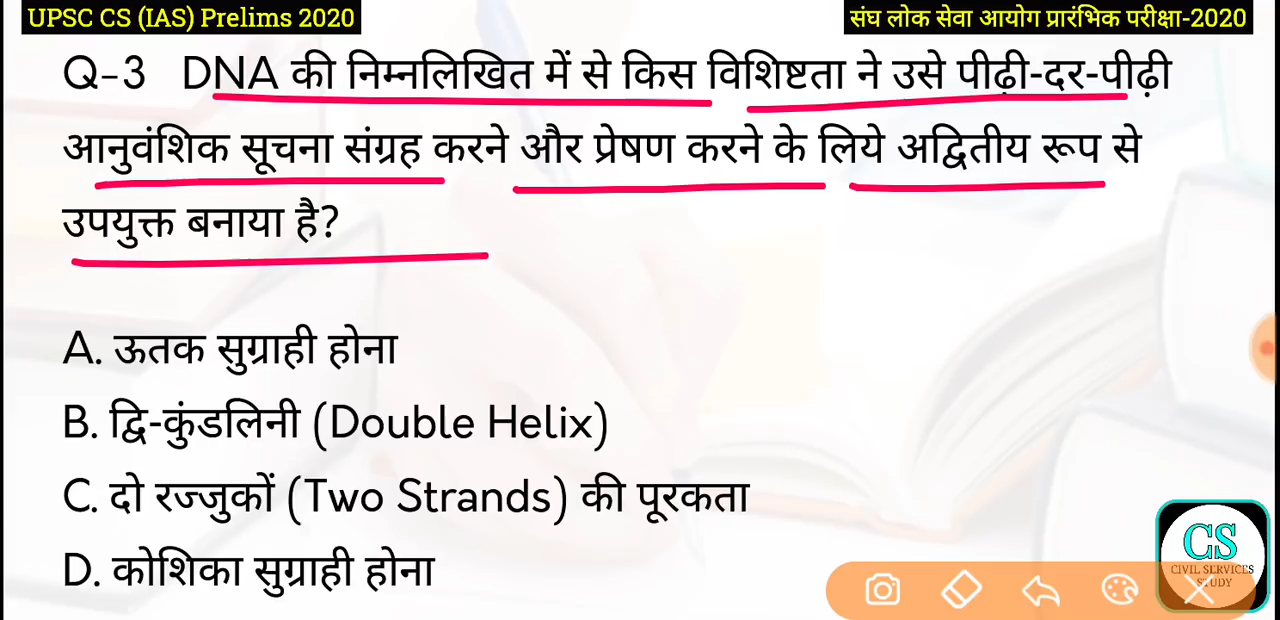 UPSC CS (IAS) Prelims 2020
संघ लोक सेवा आयोग प्रारंभिक परीक्षा-2020
Q-3 DNA की निम्नलिखित में से किस विशिष्टता ने उसे पीढ़ी-दर-पीढ़ी
आनुवंशिक सूचना संग्रह करने और प्रेषण करने के लिये अद्वितीय रूप से
उपयुक्त बनाया है?
A. ऊतक सुग्राही होना
B. द्वि-कुंडलिनी (Double Helix)
C. दो रज्जुकों (Two Strands) की पूरकता
D. कोशिका सुग्राही होना
CS
CIVIL SERVICES
STUDY